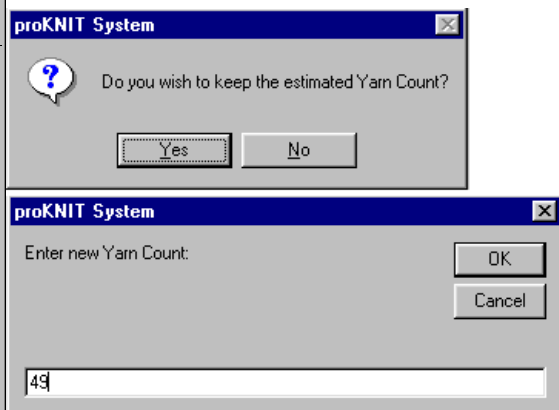 proKNIT System
Do you wish to keep the estimated Yarn Count?
Yes No
proKNIT System
Enter new Yarn Count:
OK
Cancel
49